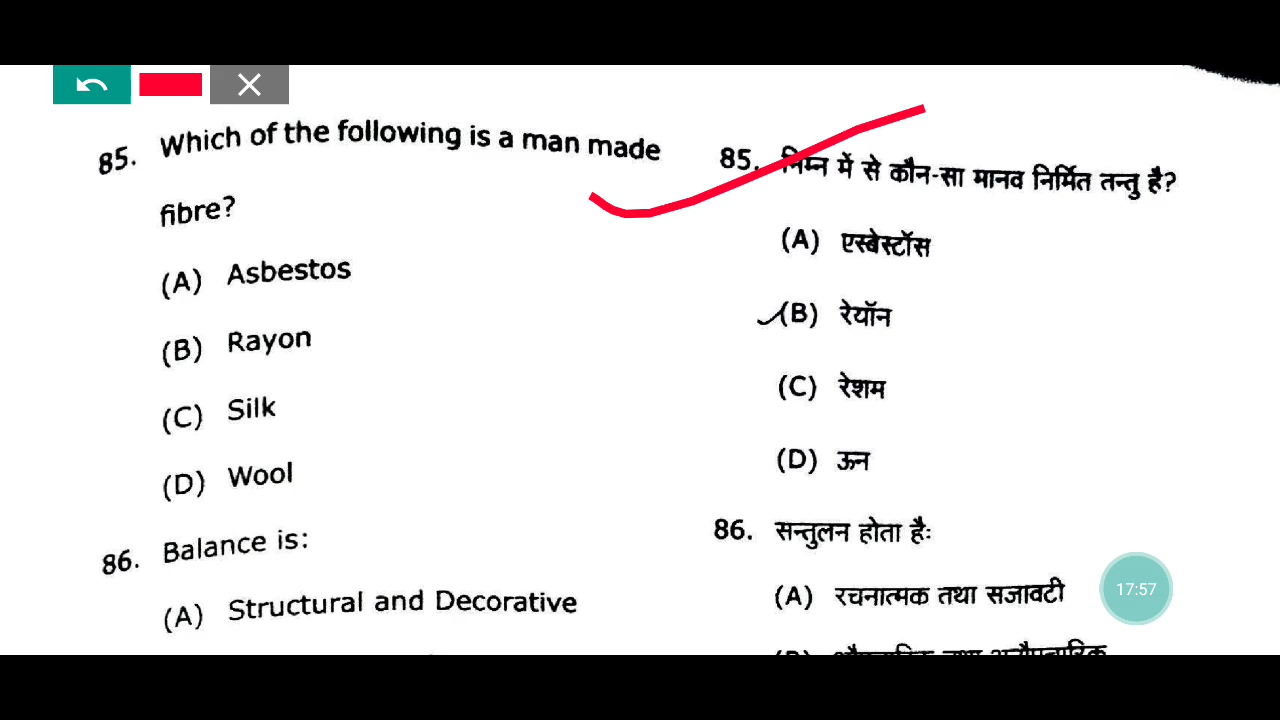 85. Which of the following is a man made
fibre?
(A) Asbestos
(B) Rayon
(C) Silk
(D) Wool
86. Balance is:
(A) Structural and Decorative
85. निम्न में से कौन-सा मानव निर्मित तन्तु है?
(A) एस्बेस्टॉस
(B) रेयॉन
(C) रेशम
(D) ऊन
86. सन्तुलन होता हैः
(A) रचनात्मक तथा सजावटी
17:57